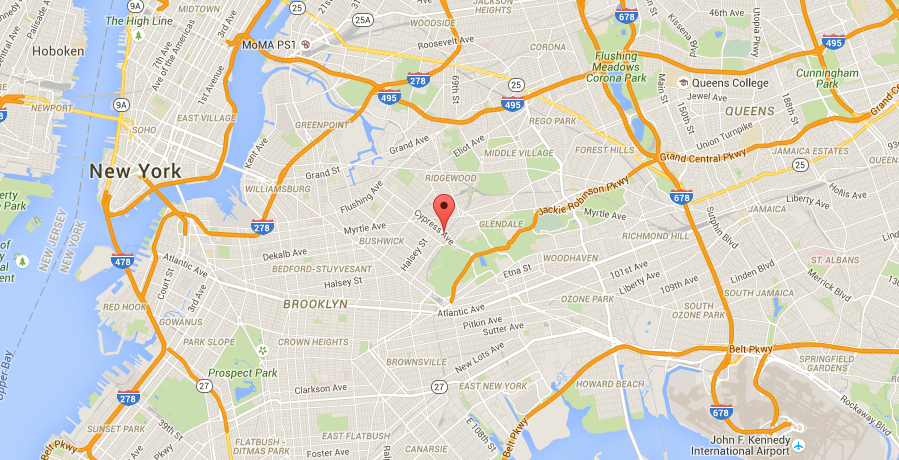 MIDTOWN
JACKSON
HEIGHTS
9A
The High Line
21st
31st
3rd Ave
25A
WOODSIDE
678
46th Ave
Kissena Blvd
Utopia Pkwy
Hoboken
7th Ave
Ave of the Americas
MoMA PS1
Roosevelt Ave
CORONA
495
Flushing
Meadows
Corona Park
278
69th St
25
Queens College
Cunningham
Park
1st Avenue
495
495
Main St
Jewel Ave
150th St
188th St
NEWPORT
9A
QUEENS
Grand Central
EAST VILLAGE
GREENPOINT
REGO PARK
SOHO
Grand Ave
Eliot Ave
Union Turnpike
Kent Ave
MIDDLE VILLAGE
FOREST HILLS
JAMAICA ESTATES
Grand Central Pkwy
25
QUEENS
New York
Grand St
RIDGEWOOD
WILLIAMSBURG
Jackie Robinson Pkwy
Hollis Ave
Flushing Ave
678
Liberty Ave
Cypress Ave
Myrtle Ave
JAMAICA
278
Myrtle Ave
GLENDALE
NEW JERSEY
NEW YORK
BUSHWICK
Halsey St
RICHMOND HILL
Sutphin Blvd
478
Dekalb Ave
WOODHAVEN
ST. ALBANS
Atlantic Ave
BEDFORD-STUYVESANT
Etna St
101st Ave
Linden Blvd
Court St
Halsey St
Liberty Ave
109th Ave
Merrick Blvd
3rd Ave
BROOKLYN
OZONE PARK
SOUTH JAMAICA
RED HOOK
Atlantic Ave
SOUTH
OZONE PARK
GOWANUS
Pitkin Ave
Sutter Ave
PARK SLOPE
CROWN HEIGHTS
New Lots Ave
Belt Pkwy
BROWNSVILLE
SPRINGFIELD
GARDENS
Upper Bay
Prospect Park
27
Clarkson Ave
27
EAST NEW YORK
HOWARD BEACH
278
Rockaway Blvd
678
SUNSET PARK
39th St
E 108th St
Belt Pkwy
EAST FLATBUSH
FLATBUSH -
DITMAS PARK
Foster Ave
CANARSIE
Belt Pkwy
John F. Kennedy
International Airport